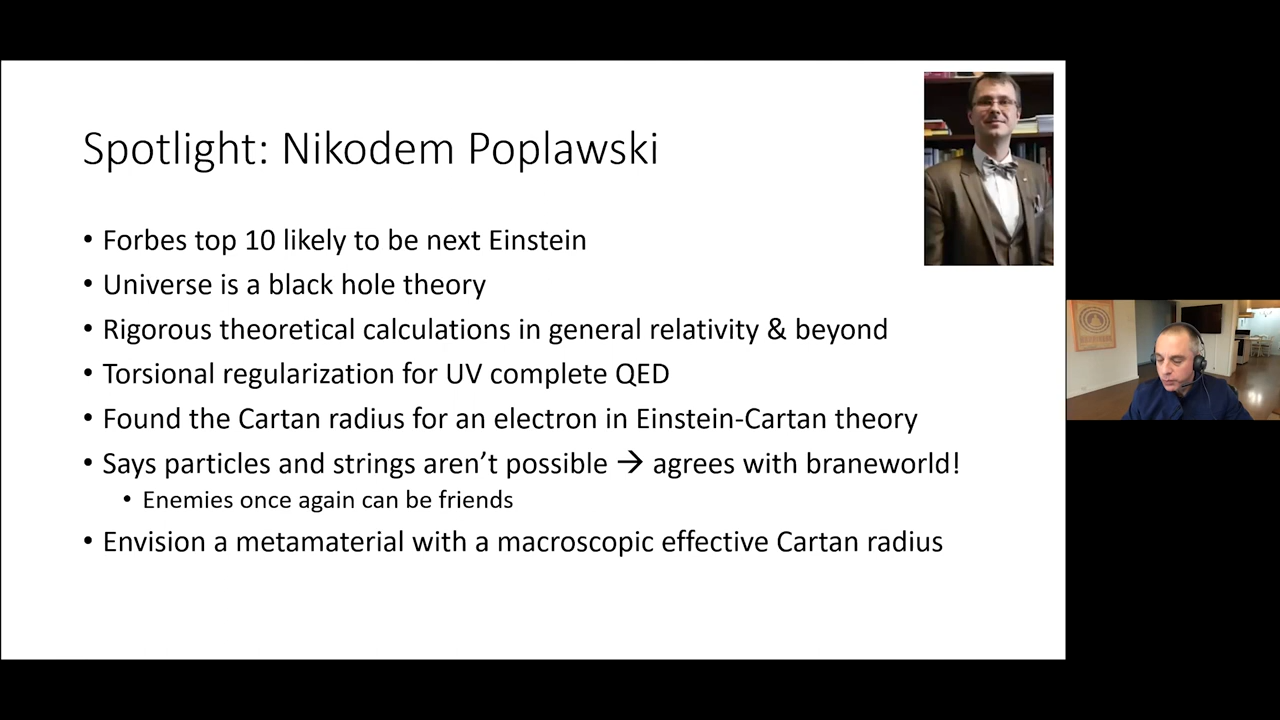 Spotlight: Nikodem Poplawski
• Forbes top 10 likely to be next Einstein
• Universe is a black hole theory
• Rigorous theoretical calculations in general relativity & beyond
• Torsional regularization for UV complete QED
• Found the Cartan radius for an electron in Einstein-Cartan theory
• Says particles and strings aren’t possible → agrees with braneworld!
• Enemies once again can be friends
• Envision a metamaterial with a macroscopic effective Cartan radius